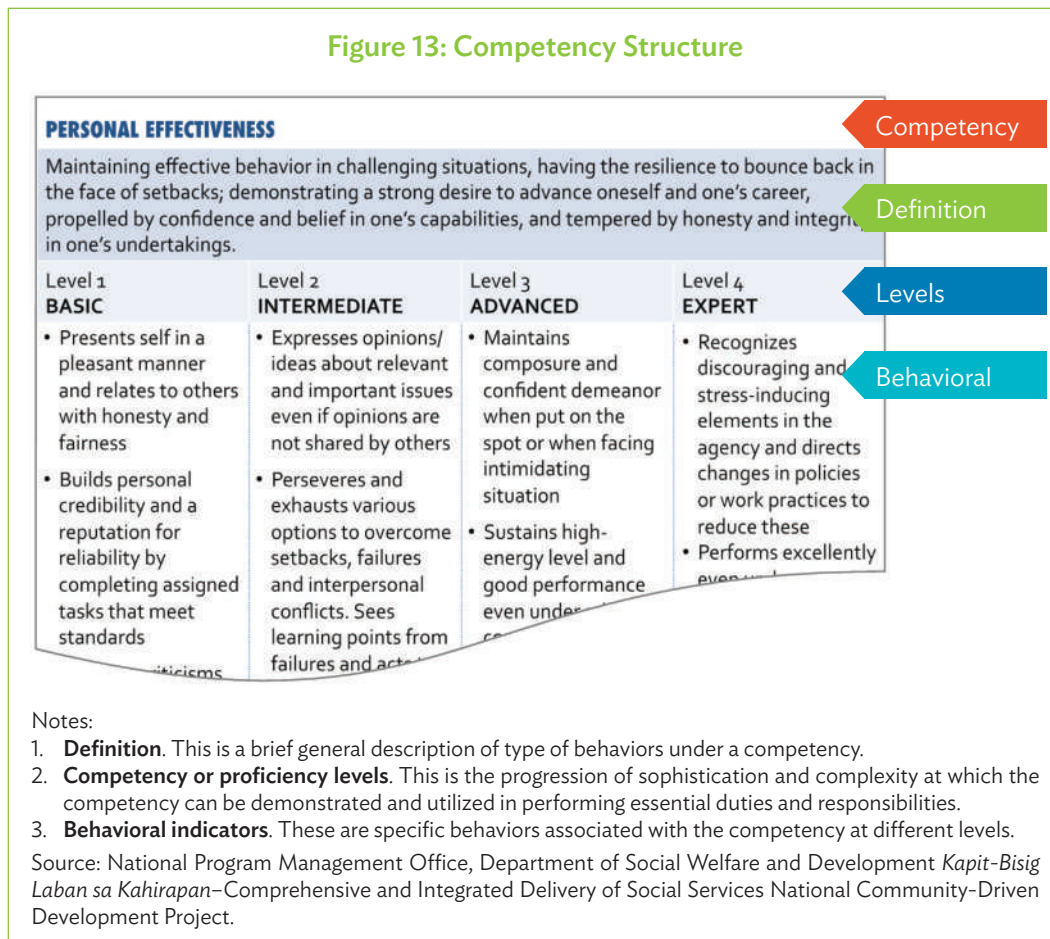 Figure 13: Competency Structure
PERSONAL EFFECTIVENESS
Competency
Maintaining effective behavior in challenging situations, having the resilience to bounce back in
the face of setbacks; demonstrating a strong desire to advance oneself and one's career,
propelled by confidence and belief in one's capabilities, and tempered by honesty and integrity
in one's undertakings.
Definition
Level 1
BASIC
Level 2
INTERMEDIATE
Level 3
ADVANCED
Level 4
EXPERT
Levels
• Presents self in a
pleasant manner
and relates to others
with honesty and
fairness
• Builds personal
credibility and a
reputation for
reliability by
completing assigned
tasks that meet
standards
• Expresses opinions/
ideas about relevant
and important issues
even if opinions are
not shared by others
• Perseveres and
exhausts various
options to overcome
setbacks, failures
and interpersonal
conflicts. Sees
learning points from
failures and
• Maintains
composure and
confident demeanor
when put on the
spot or when facing
intimidating
situation
• Sustains high-
energy level and
good performance
even under
• Recognizes
discouraging and
stress-inducing
elements in the
agency and directs
changes in policies
or work practices to
reduce these
• Performs excellently
even
Behavioral
Notes:
1. Definition. This is a brief general description of type of behaviors under a competency.
2. Competency or proficiency levels. This is the progression of sophistication and complexity at which the
competency can be demonstrated and utilized in performing essential duties and responsibilities.
3. Behavioral indicators. These are specific behaviors associated with the competency at different levels.
Source: National Program Management Office, Department of Social Welfare and Development Kapit-Bisig
Laban sa Kahirapan–Comprehensive and Integrated Delivery of Social Services National Community-Driven
Development Project.